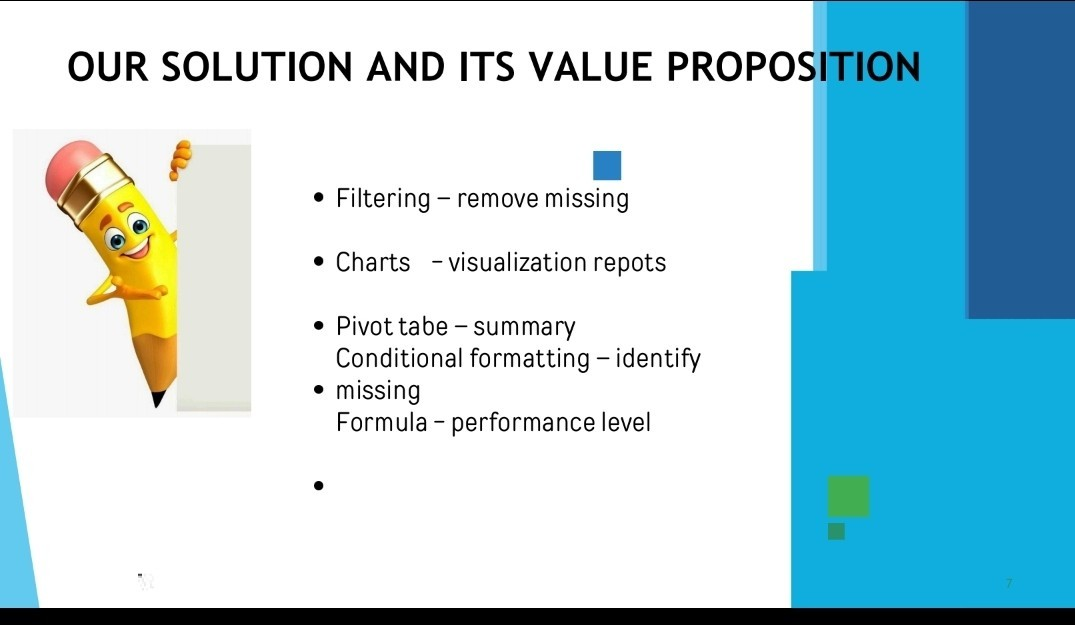 OUR SOLUTION AND ITS VALUE PROPOSITION
• Filtering – remove missing
• Charts – visualization repots
• Pivot tabe – summary
Conditional formatting – identify
• missing
Formula – performance level
•
7